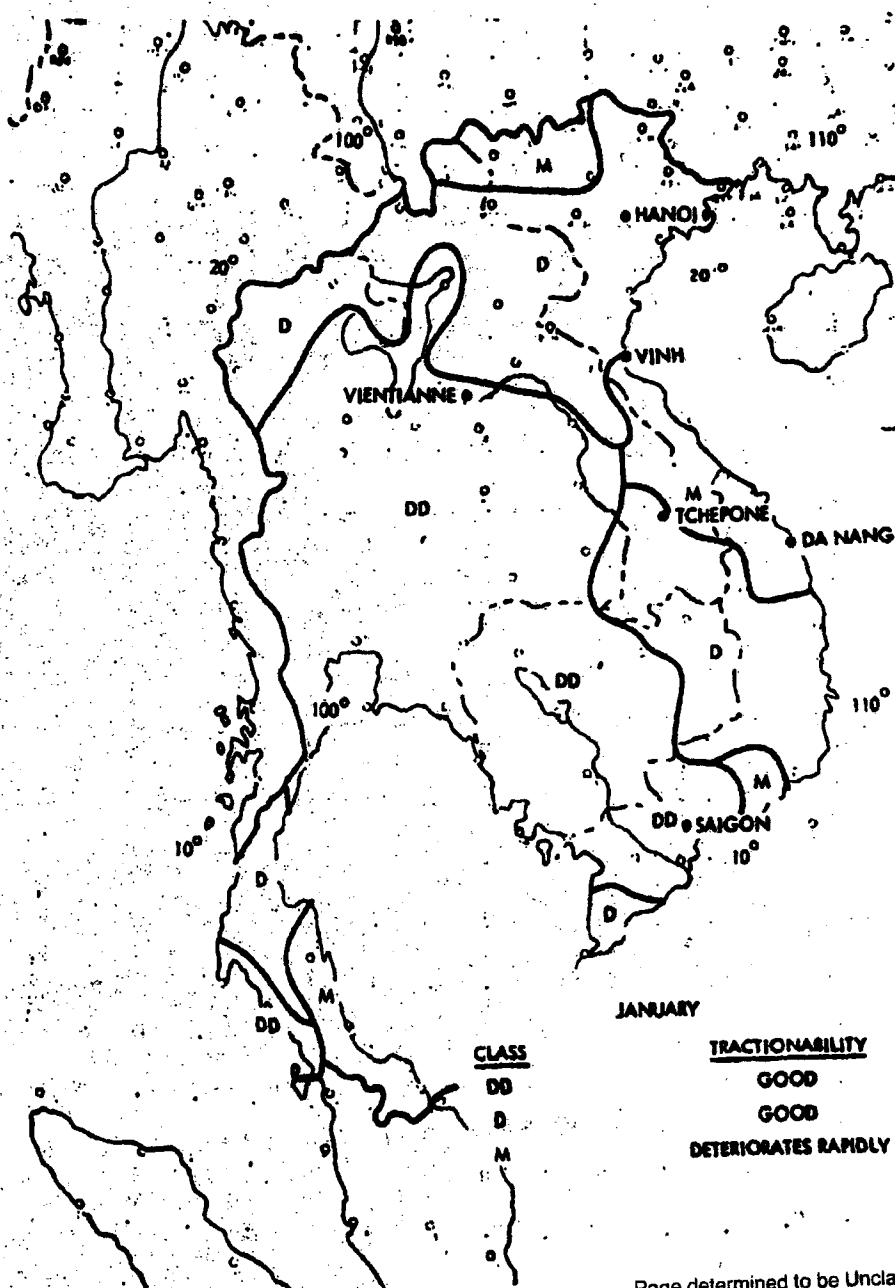 100° 110°
M
HANOI
20° D 20°
D
VINH
VIENTIANNE
M
DD TCHEPONE
DA NANG
D
DD
100° 110°
M
DD SAIGON
10° 10°
D
D
M JANUARY
DD
CLASS TRACTIONABILITY
DD GOOD
D GOOD
M DETERIORATES RAPIDLY
Page determined to be Uncla